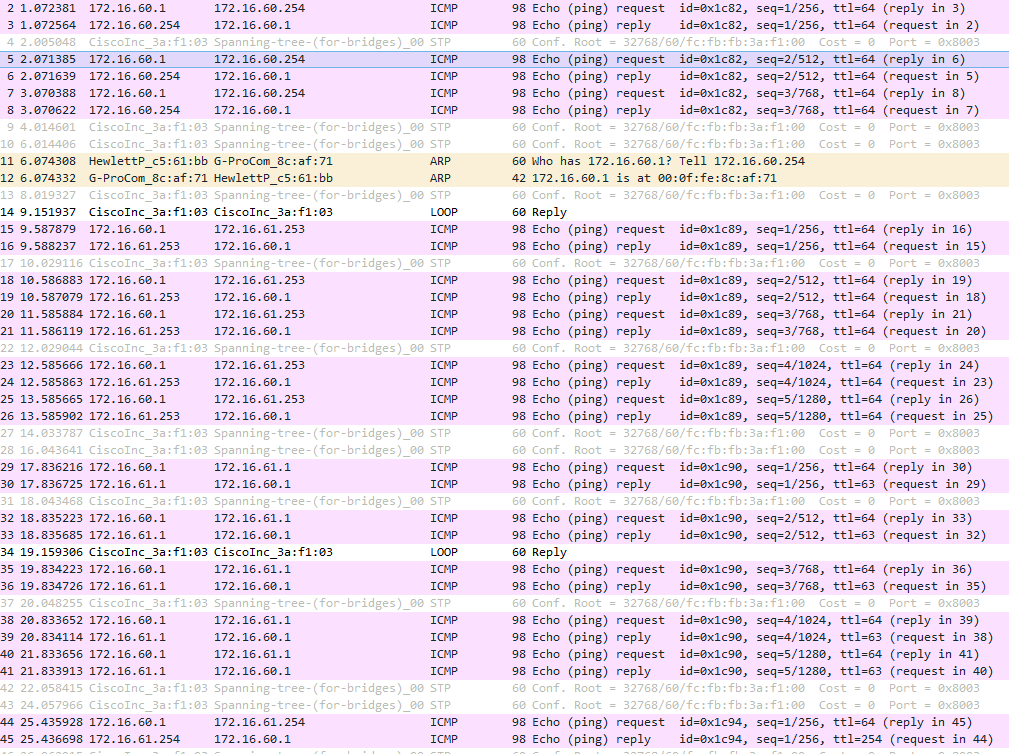 2 1.072381 172.16.60.1 172.16.60.254 ICMP 98 Echo (ping) request id=0x1c82, seq=1/256, ttl=64 (reply in 3)
3 1.072564 172.16.60.254 172.16.60.1 ICMP 98 Echo (ping) reply id=0x1c82, seq=1/256, ttl=64 (request in 2)
4 2.005048 CiscoInc_3a:f1:03 Spanning-tree-(for-bridges)_00 STP 60 Conf. Root = 32768/60/fc:fb:fb:3a:f1:00 Cost = 0 Port = 0x8003
5 2.071385 172.16.60.1 172.16.60.254 ICMP 98 Echo (ping) request id=0x1c82, seq=2/512, ttl=64 (reply in 6)
6 2.071639 172.16.60.254 172.16.60.1 ICMP 98 Echo (ping) reply id=0x1c82, seq=2/512, ttl=64 (request in 5)
7 3.070388 172.16.60.1 172.16.60.254 ICMP 98 Echo (ping) request id=0x1c82, seq=3/768, ttl=64 (reply in 8)
8 3.070622 172.16.60.254 172.16.60.1 ICMP 98 Echo (ping) reply id=0x1c82, seq=3/768, ttl=64 (request in 7)
9 4.014601 CiscoInc_3a:f1:03 Spanning-tree-(for-bridges)_00 STP 60 Conf. Root = 32768/60/fc:fb:fb:3a:f1:00 Cost = 0 Port = 0x8003
10 6.014406 CiscoInc_3a:f1:03 Spanning-tree-(for-bridges)_00 STP 60 Conf. Root = 32768/60/fc:fb:fb:3a:f1:00 Cost = 0 Port = 0x8003
11 6.074308 HewlettP_c5:61:bb G-ProCom_8c:af:71 ARP 60 Who has 172.16.60.1? Tell 172.16.60.254
12 6.074332 G-ProCom_8c:af:71 HewlettP_c5:61:bb ARP 42 172.16.60.1 is at 00:0f:fe:8c:af:71
13 8.019327 CiscoInc_3a:f1:03 Spanning-tree-(for-bridges)_00 STP 60 Conf. Root = 32768/60/fc:fb:fb:3a:f1:00 Cost = 0 Port = 0x8003
14 9.151937 CiscoInc_3a:f1:03 CiscoInc_3a:f1:03 LOOP 60 Reply
15 9.587879 172.16.60.1 172.16.61.253 ICMP 98 Echo (ping) request id=0x1c89, seq=1/256, ttl=64 (reply in 16)
16 9.588237 172.16.61.253 172.16.60.1 ICMP 98 Echo (ping) reply id=0x1c89, seq=1/256, ttl=64 (request in 15)
17 10.029116 CiscoInc_3a:f1:03 Spanning-tree-(for-bridges)_00 STP 60 Conf. Root = 32768/60/fc:fb:fb:3a:f1:00 Cost = 0 Port = 0x8003
18 10.586883 172.16.60.1 172.16.61.253 ICMP 98 Echo (ping) request id=0x1c89, seq=2/512, ttl=64 (reply in 19)
19 10.587079 172.16.61.253 172.16.60.1 ICMP 98 Echo (ping) reply id=0x1c89, seq=2/512, ttl=64 (request in 18)
20 11.585884 172.16.60.1 172.16.61.253 ICMP 98 Echo (ping) request id=0x1c89, seq=3/768, ttl=64 (reply in 21)
21 11.586119 172.16.61.253 172.16.60.1 ICMP 98 Echo (ping) reply id=0x1c89, seq=3/768, ttl=64 (request in 20)
22 12.029044 CiscoInc_3a:f1:03 Spanning-tree-(for-bridges)_00 STP 60 Conf. Root = 32768/60/fc:fb:fb:3a:f1:00 Cost = 0 Port = 0x8003
23 12.585666 172.16.60.1 172.16.61.253 ICMP 98 Echo (ping) request id=0x1c89, seq=4/1024, ttl=64 (reply in 24)
24 12.585863 172.16.61.253 172.16.60.1 ICMP 98 Echo (ping) reply id=0x1c89, seq=4/1024, ttl=64 (request in 23)
25 13.585665 172.16.60.1 172.16.61.253 ICMP 98 Echo (ping) request id=0x1c89, seq=5/1280, ttl=64 (reply in 26)
26 13.585902 172.16.61.253 172.16.60.1 ICMP 98 Echo (ping) reply id=0x1c89, seq=5/1280, ttl=64 (request in 25)
27 14.033787 CiscoInc_3a:f1:03 Spanning-tree-(for-bridges)_00 STP 60 Conf. Root = 32768/60/fc:fb:fb:3a:f1:00 Cost = 0 Port = 0x8003
28 16.043641 CiscoInc_3a:f1:03 Spanning-tree-(for-bridges)_00 STP 60 Conf. Root = 32768/60/fc:fb:fb:3a:f1:00 Cost = 0 Port = 0x8003
29 17.836216 172.16.60.1 172.16.61.1 ICMP 98 Echo (ping) request id=0x1c90, seq=1/256, ttl=64 (reply in 30)
30 17.836725 172.16.61.1 172.16.60.1 ICMP 98 Echo (ping) reply id=0x1c90, seq=1/256, ttl=63 (request in 29)
31 18.043468 CiscoInc_3a:f1:03 Spanning-tree-(for-bridges)_00 STP 60 Conf. Root = 32768/60/fc:fb:fb:3a:f1:00 Cost = 0 Port = 0x8003
32 18.835223 172.16.60.1 172.16.61.1 ICMP 98 Echo (ping) request id=0x1c90, seq=2/512, ttl=64 (reply in 33)
33 18.835685 172.16.61.1 172.16.60.1 ICMP 98 Echo (ping) reply id=0x1c90, seq=2/512, ttl=63 (request in 32)
34 19.159306 CiscoInc_3a:f1:03 CiscoInc_3a:f1:03 LOOP 60 Reply
35 19.834223 172.16.60.1 172.16.61.1 ICMP 98 Echo (ping) request id=0x1c90, seq=3/768, ttl=64 (reply in 36)
36 19.834726 172.16.61.1 172.16.60.1 ICMP 98 Echo (ping) reply id=0x1c90, seq=3/768, ttl=63 (request in 35)
37 20.048255 CiscoInc_3a:f1:03 Spanning-tree-(for-bridges)_00 STP 60 Conf. Root = 32768/60/fc:fb:fb:3a:f1:00 Cost = 0 Port = 0x8003
38 20.833652 172.16.60.1 172.16.61.1 ICMP 98 Echo (ping) request id=0x1c90, seq=4/1024, ttl=64 (reply in 39)
39 20.834114 172.16.61.1 172.16.60.1 ICMP 98 Echo (ping) reply id=0x1c90, seq=4/1024, ttl=63 (request in 38)
40 21.833656 172.16.60.1 172.16.61.1 ICMP 98 Echo (ping) request id=0x1c90, seq=5/1280, ttl=64 (reply in 41)
41 21.833913 172.16.61.1 172.16.60.1 ICMP 98 Echo (ping) reply id=0x1c90, seq=5/1280, ttl=63 (request in 40)
42 22.058415 CiscoInc_3a:f1:03 Spanning-tree-(for-bridges)_00 STP 60 Conf. Root = 32768/60/fc:fb:fb:3a:f1:00 Cost = 0 Port = 0x8003
43 24.057966 CiscoInc_3a:f1:03 Spanning-tree-(for-bridges)_00 STP 60 Conf. Root = 32768/60/fc:fb:fb:3a:f1:00 Cost = 0 Port = 0x8003
44 25.435928 172.16.60.1 172.16.61.254 ICMP 98 Echo (ping) request id=0x1c94, seq=1/256, ttl=64 (reply in 45)
45 25.436698 172.16.61.254 172.16.60.1 ICMP 98 Echo (ping) reply id=0x1c94, seq=1/256, ttl=254 (request in 44)